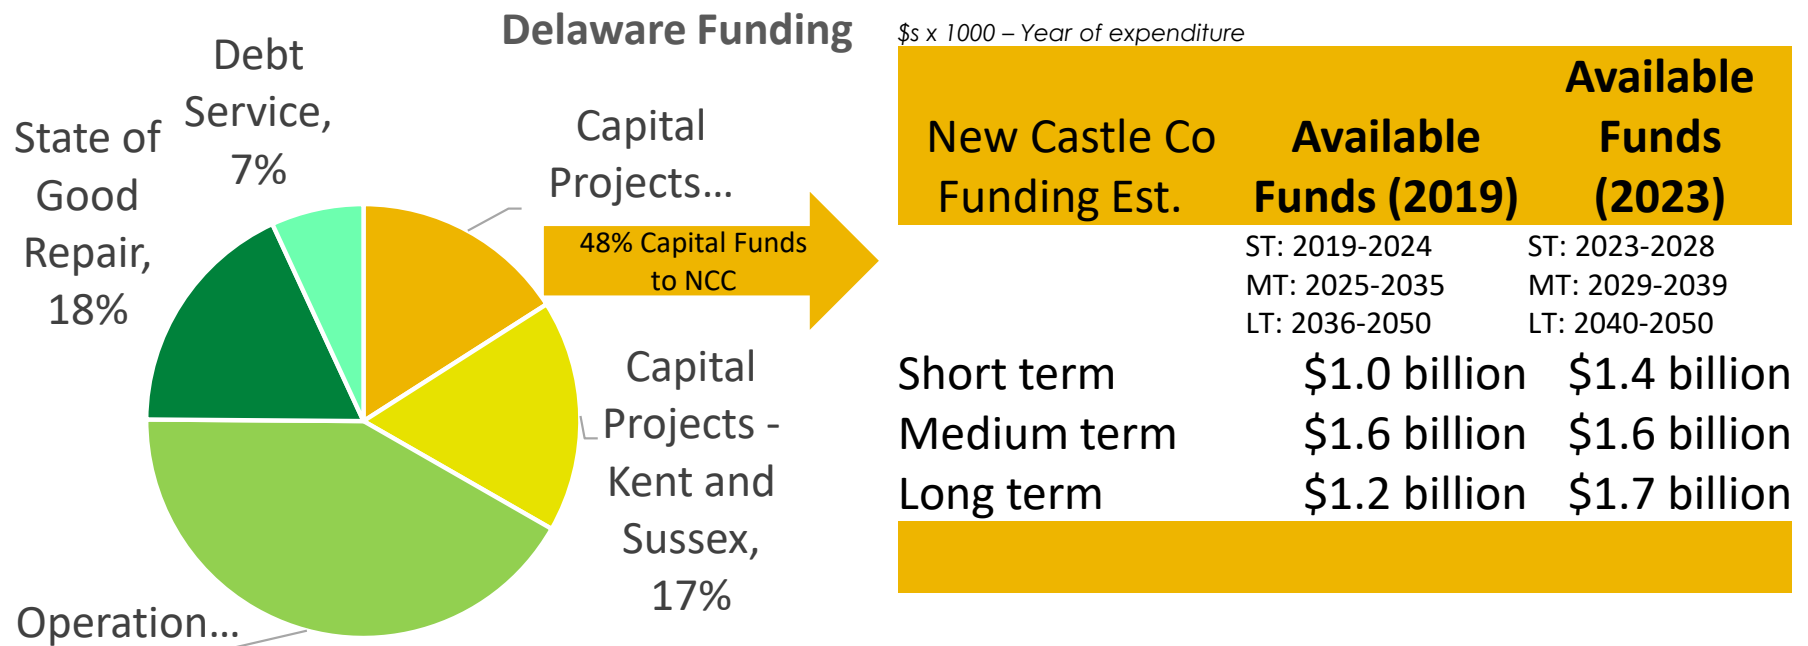 Delaware Funding
Debt
Service,
7%
State of
Good
Repair,
18%
Capital
Projects…
48% Capital Funds
to NCC
Capital
Projects -
Kent and
Sussex,
17%
Operation…
$s x 1000 – Year of expenditure
New Castle Co
Funding Est.
Available
Funds (2019)
Available
Funds
(2023)
ST: 2019-2024
MT: 2025-2035
LT: 2036-2050
ST: 2023-2028
MT: 2029-2039
LT: 2040-2050
Short term $1.0 billion $1.4 billion
Medium term $1.6 billion $1.6 billion
Long term $1.2 billion $1.7 billion